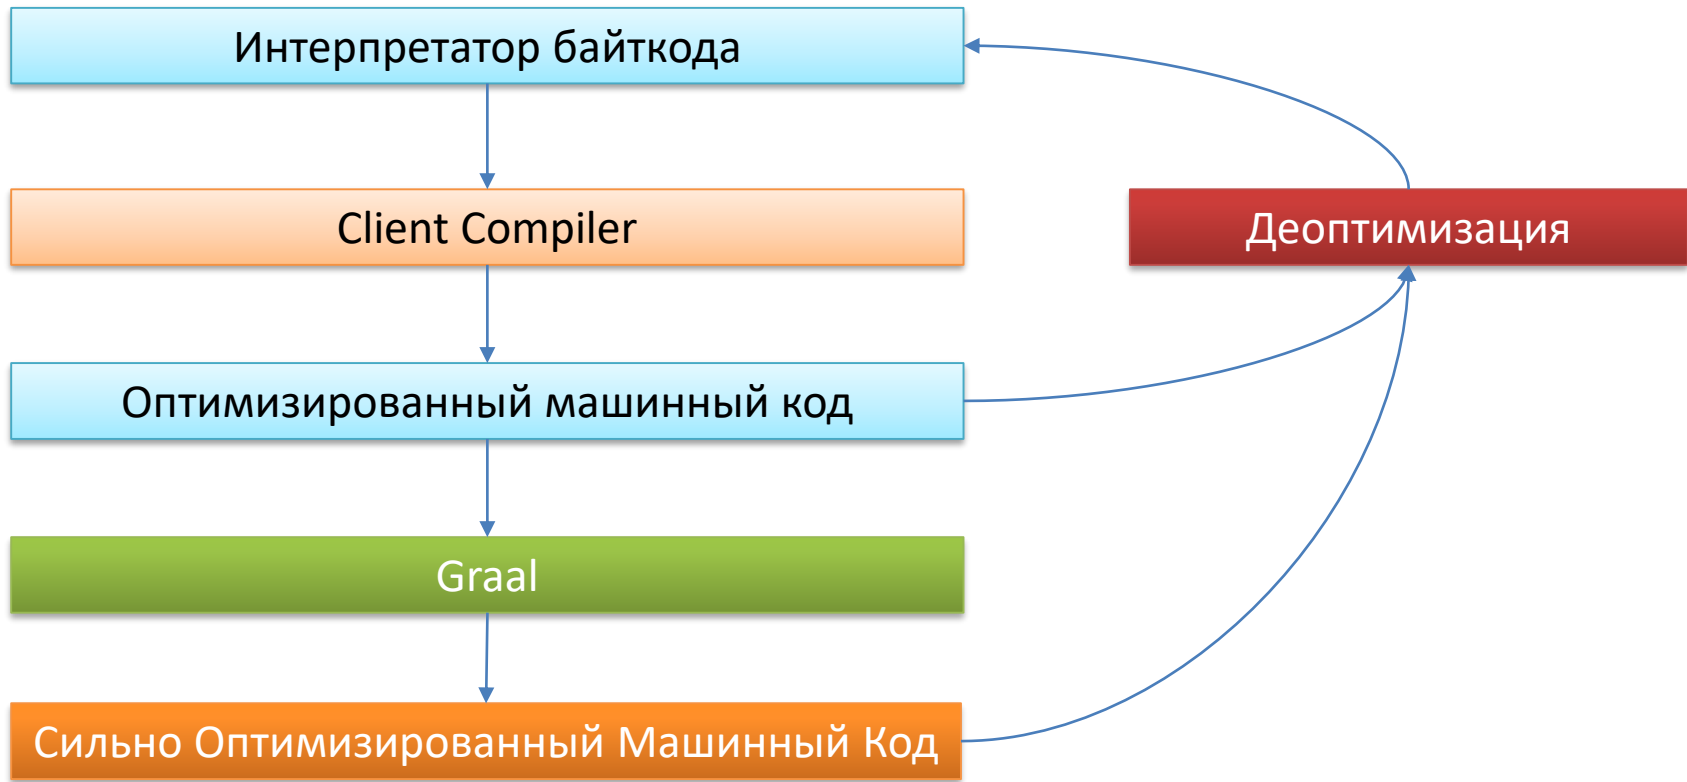 Интерпретатор байткода
Client Compiler
Деоптимизация
Оптимизированный машинный код
Graal
Сильно Оптимизированный Машинный Код